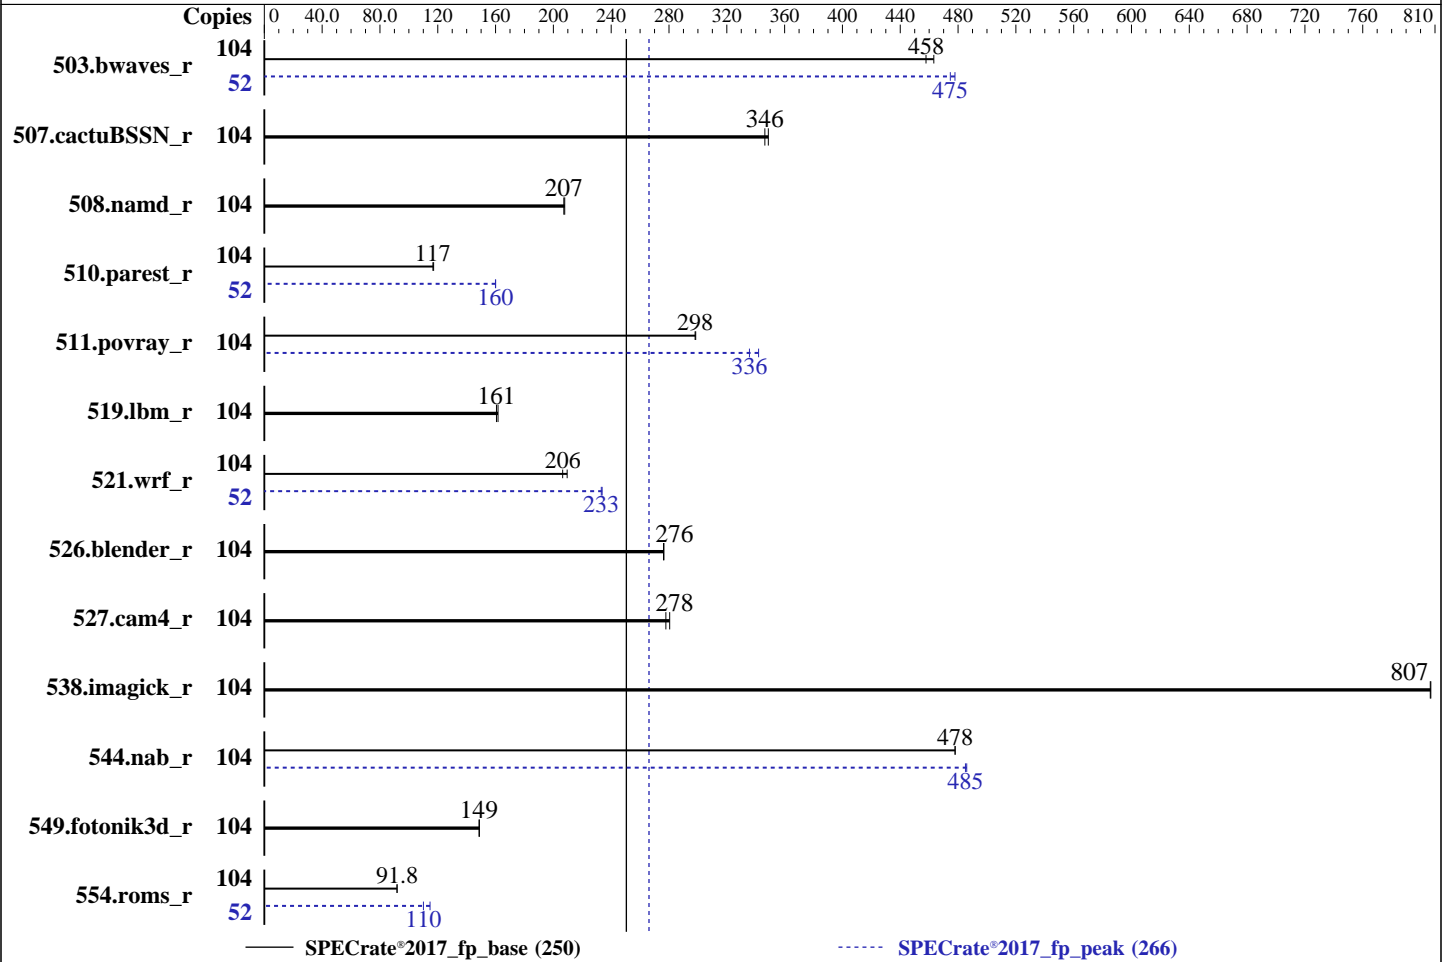 Copies 0 40.0 80.0 120 160 200 240 280 320 360 400 440 480 520 560 600 640 680 720 760 810
503.bwaves_r 104 458
52 475
507.cactuBSSN_r 104 346
508.namd_r 104 207
510.parest_r 104 117
52 160
511.povray_r 104 298
336
519.lbm_r 104 161
521.wrf_r 104 206
52 233
526.blender_r 104 276
527.cam4_r 104 278
538.imagick_r 104 807
544.nab_r 104 478
485
549.fotonik3d_r 104 149
554.roms_r 104 91.8
52 110
SPECrate®2017_fp_base (250) SPECrate®2017_fp_peak (266)